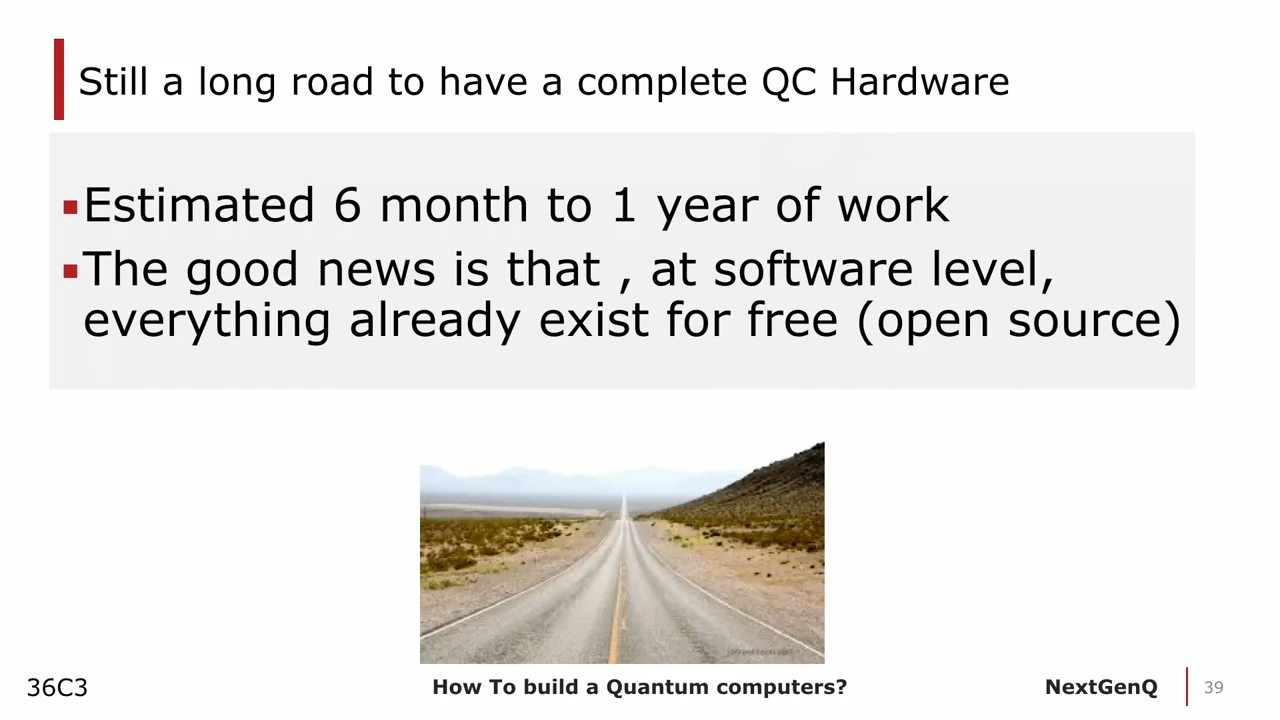 Still a long road to have a complete QC Hardware
Estimated 6 month to 1 year of work
The good news is that , at software level,
everything already exist for free (open source)
36C3
How To build a Quantum computers?
NextGenQ
39